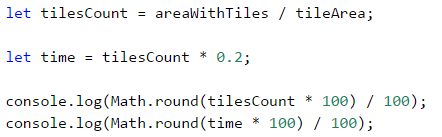 let tilesCount = areaWithTiles / tileArea;
let time = tilesCount * 0.2;
console.log(Math.round(tilesCount * 100) / 100);
console.log(Math.round(time * 100) / 100);